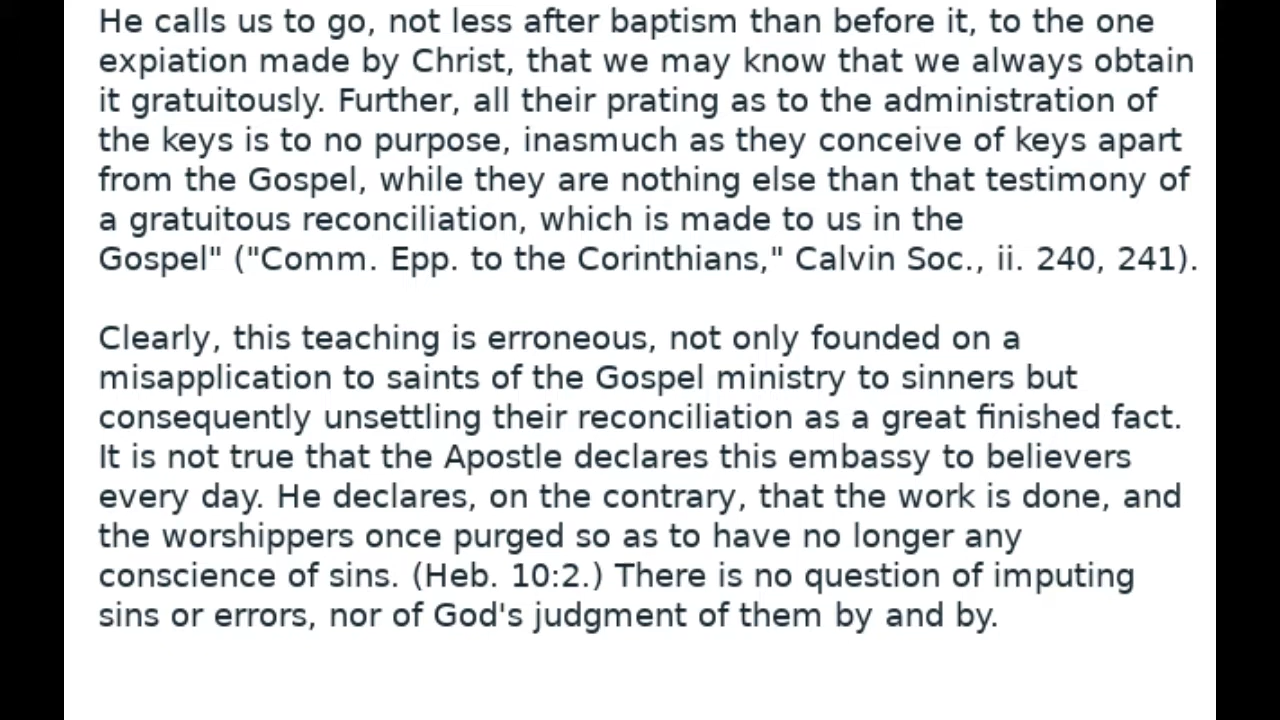 He calls us to go, not less after baptism than before it, to the one
expiation made by Christ, that we may know that we always obtain
it gratuitously. Further, all their prating as to the administration of
the keys is to no purpose, inasmuch as they conceive of keys apart
from the Gospel, while they are nothing else than that testimony of
a gratuitous reconciliation, which is made to us in the
Gospel" ("Comm. Epp. to the Corinthians," Calvin Soc., ii. 240, 241).
Clearly, this teaching is erroneous, not only founded on a
misapplication to saints of the Gospel ministry to sinners but
consequently unsettling their reconciliation as a great finished fact.
It is not true that the Apostle declares this embassy to believers
every day. He declares, on the contrary, that the work is done, and
the worshippers once purged so as to have no longer any
conscience of sins. (Heb. 10:2.) There is no question of imputing
sins or errors, nor of God's judgment of them by and by.